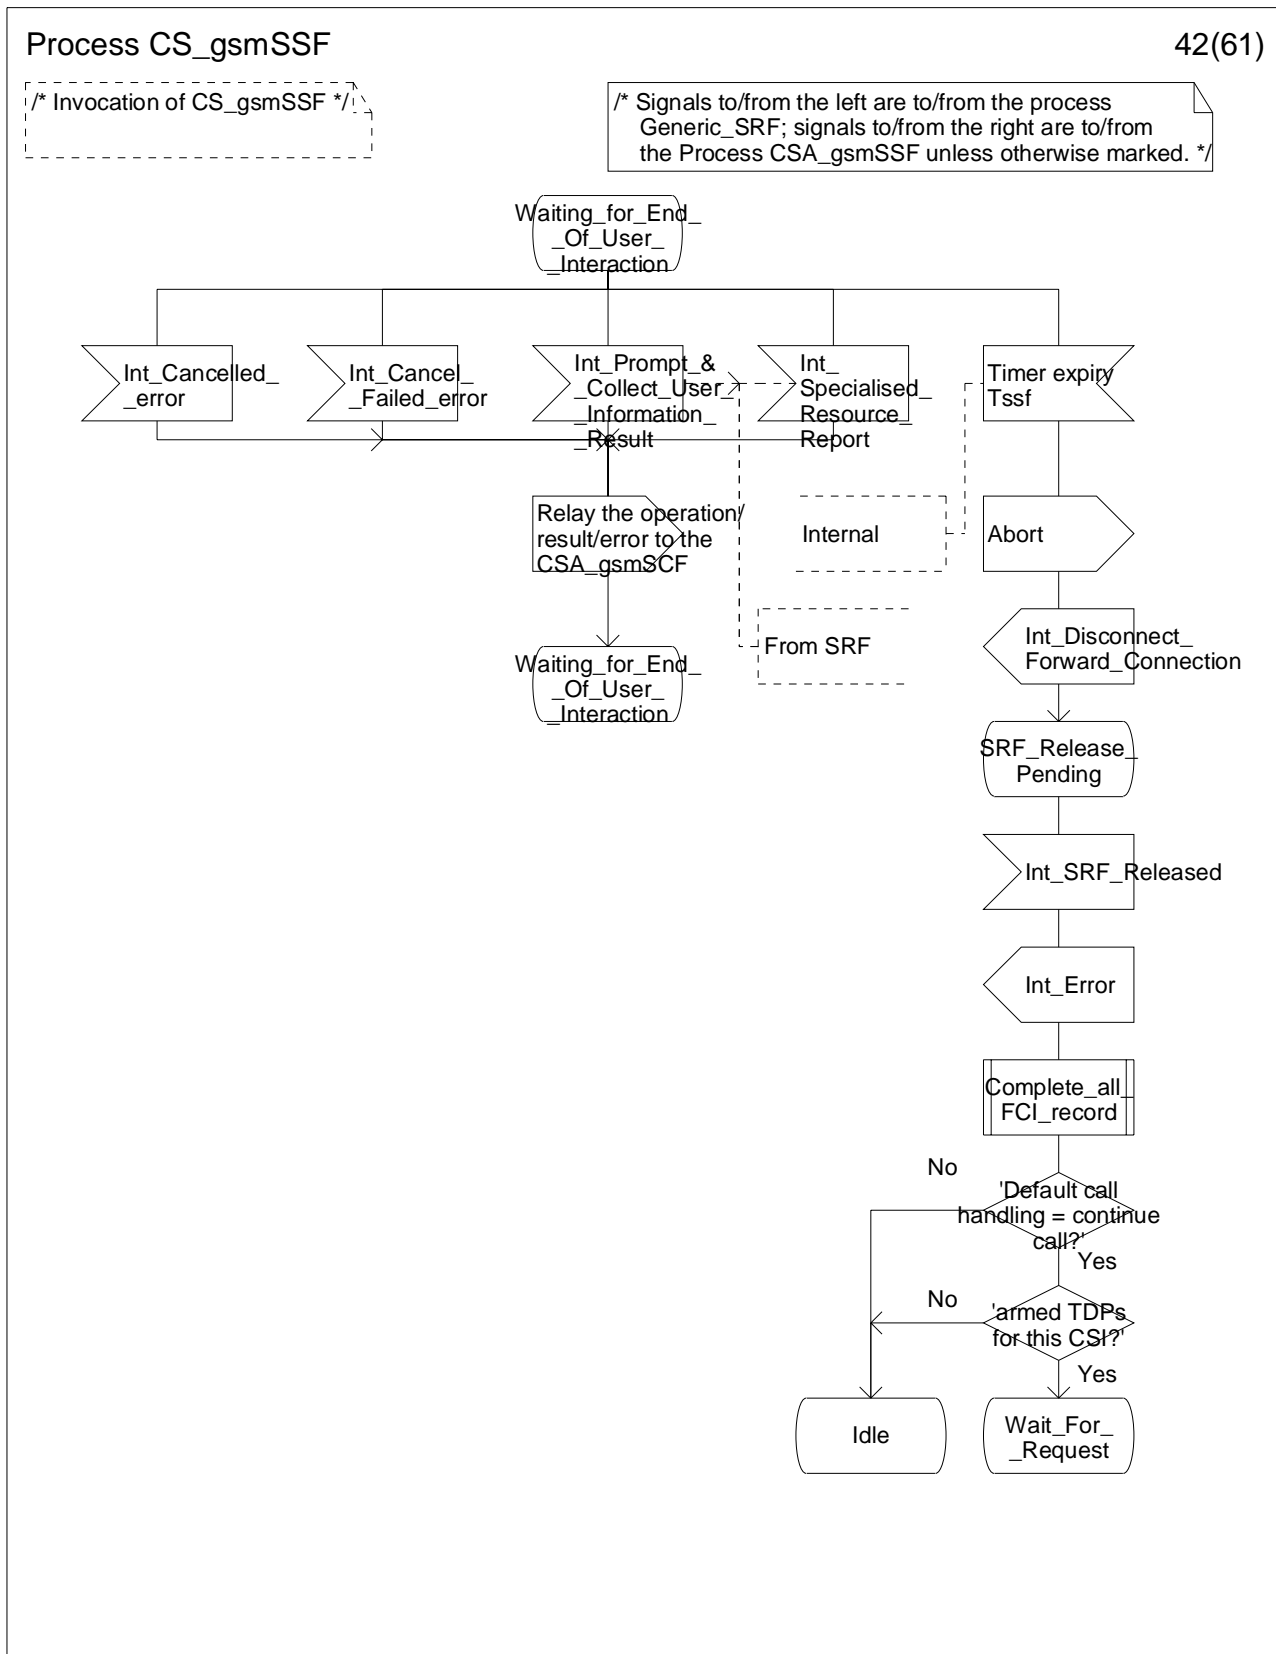 Process CS_gsmSSF
42(61)
/* Invocation of CS_gsmSSF */
/* Signals to/from the left are to/from the process
Generic_SRF; signals to/from the right are to/from
the Process CSA_gsmSSF unless otherwise marked. */
Waiting_for_End_
_Of_User_
_Interaction
Int_Cancelled_
_error
Int_Cancel_
_Failed_error
Int_Prompt_&
_Collect_User_
_Information_
_Result
Int_
Specialised_
Resource_
Report
Timer expiry
Tssf
Relay the operation/
result/error to the
CSA_gsmSCF
Internal
Abort
From SRF
Int_Disconnect_
Forward_Connection
Waiting_for_End_
_Of_User_
_Interaction
SRF_Release_
Pending
Int_SRF_Released
Int_Error
Complete_all_
FCI_record
No
'Default call
handling = continue
call?'
Yes
No
'armed TDPs
for this CSI?'
Yes
Idle
Wait_For_
_Request